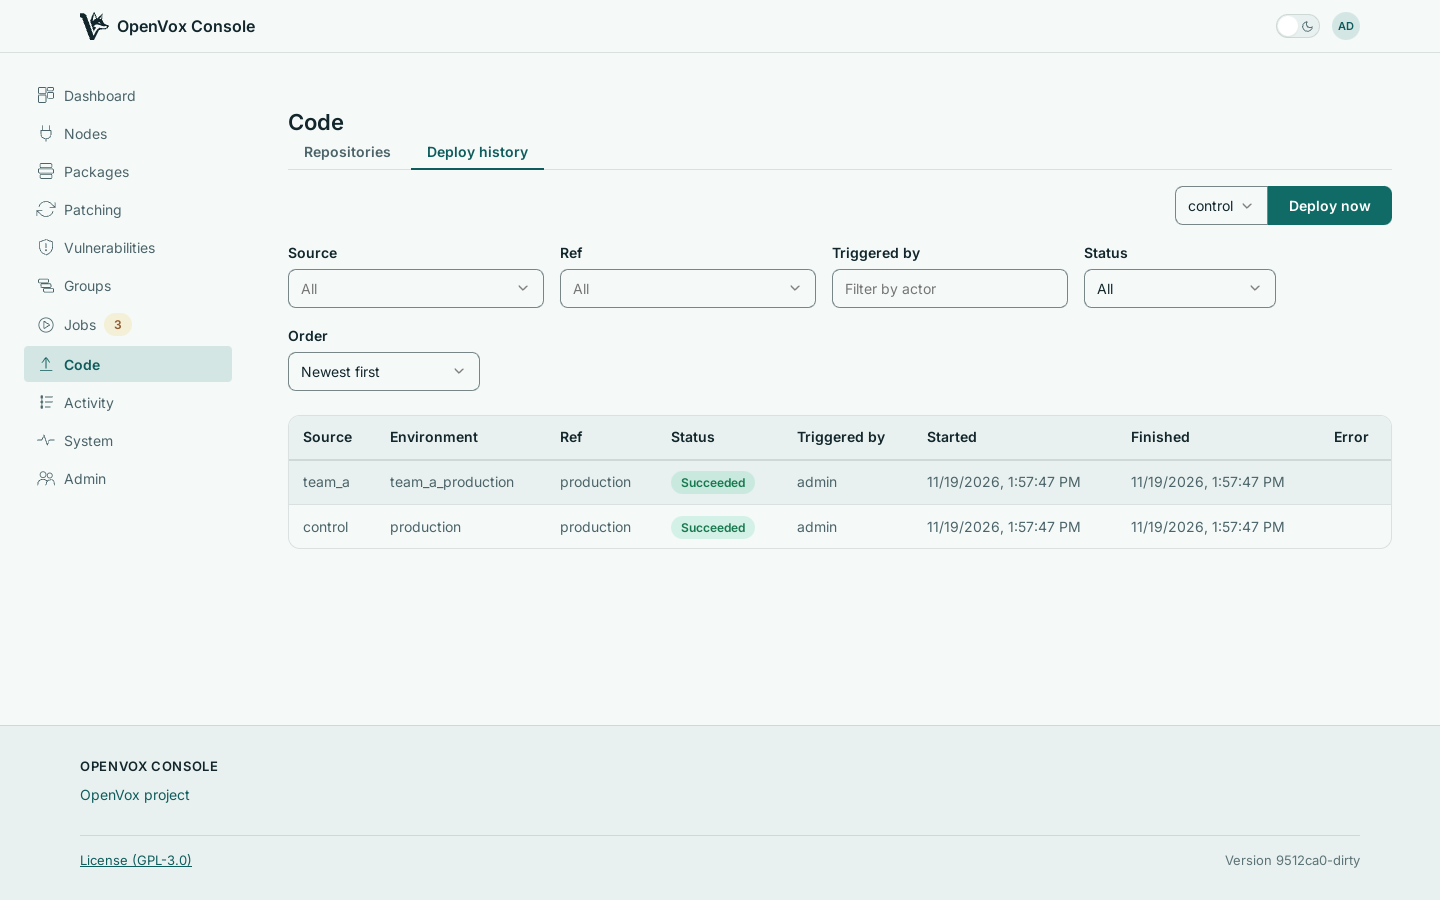 OpenVox Console
AD
Dashboard
Nodes
Packages
Patching
Vulnerabilities
Groups
Jobs 3
Code
Activity
System
Admin
Code
Repositories Deploy history
control Deploy now
Source Ref Triggered by Status
All All Filter by actor All
Order
Newest first
Source Environment Ref Status Triggered by Started Finished Error
team_a team_a_production production Succeeded admin 11/19/2026, 1:57:47 PM 11/19/2026, 1:57:47 PM
control production production Succeeded admin 11/19/2026, 1:57:47 PM 11/19/2026, 1:57:47 PM
OPENVOX CONSOLE
OpenVox project
License (GPL-3.0) Version 9512ca0-dirty